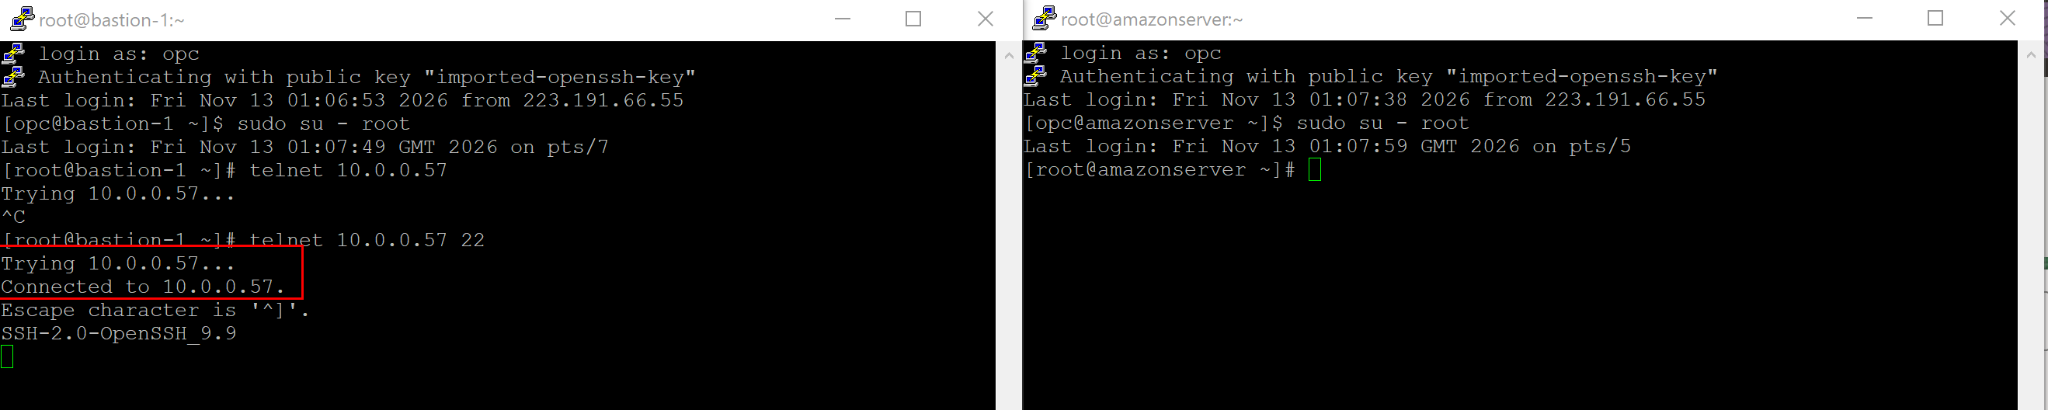 root@bastion-1:~
login as: opc
Authenticating with public key "imported-openssh-key"
Last login: Fri Nov 13 01:06:53 2026 from 223.191.66.55
[opc@bastion-1 ~]$ sudo su - root
Last login: Fri Nov 13 01:07:49 GMT 2026 on pts/7
[root@bastion-1 ~]# telnet 10.0.0.57
Trying 10.0.0.57...
^C
[root@bastion-1 ~]# telnet 10.0.0.57 22
Trying 10.0.0.57...
Connected to 10.0.0.57.
Escape character is '^]'.
SSH-2.0-OpenSSH_9.9
root@amazonserver:~
login as: opc
Authenticating with public key "imported-openssh-key"
Last login: Fri Nov 13 01:07:38 2026 from 223.191.66.55
[opc@amazonserver ~]$ sudo su - root
Last login: Fri Nov 13 01:07:59 GMT 2026 on pts/5
[root@amazonserver ~]#